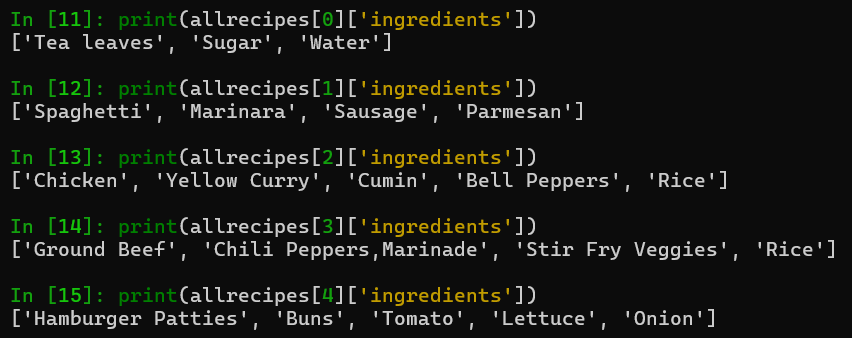 In [11]: print(allrecipes[0]['ingredients'])
['Tea leaves', 'Sugar', 'Water']
In [12]: print(allrecipes[1]['ingredients'])
['Spaghetti', 'Marinara', 'Sausage', 'Parmesan']
In [13]: print(allrecipes[2]['ingredients'])
['Chicken', 'Yellow Curry', 'Cumin', 'Bell Peppers', 'Rice']
In [14]: print(allrecipes[3]['ingredients'])
['Ground Beef', 'Chili Peppers,Marinade', 'Stir Fry Veggies', 'Rice']
In [15]: print(allrecipes[4]['ingredients'])
['Hamburger Patties', 'Buns', 'Tomato', 'Lettuce', 'Onion']